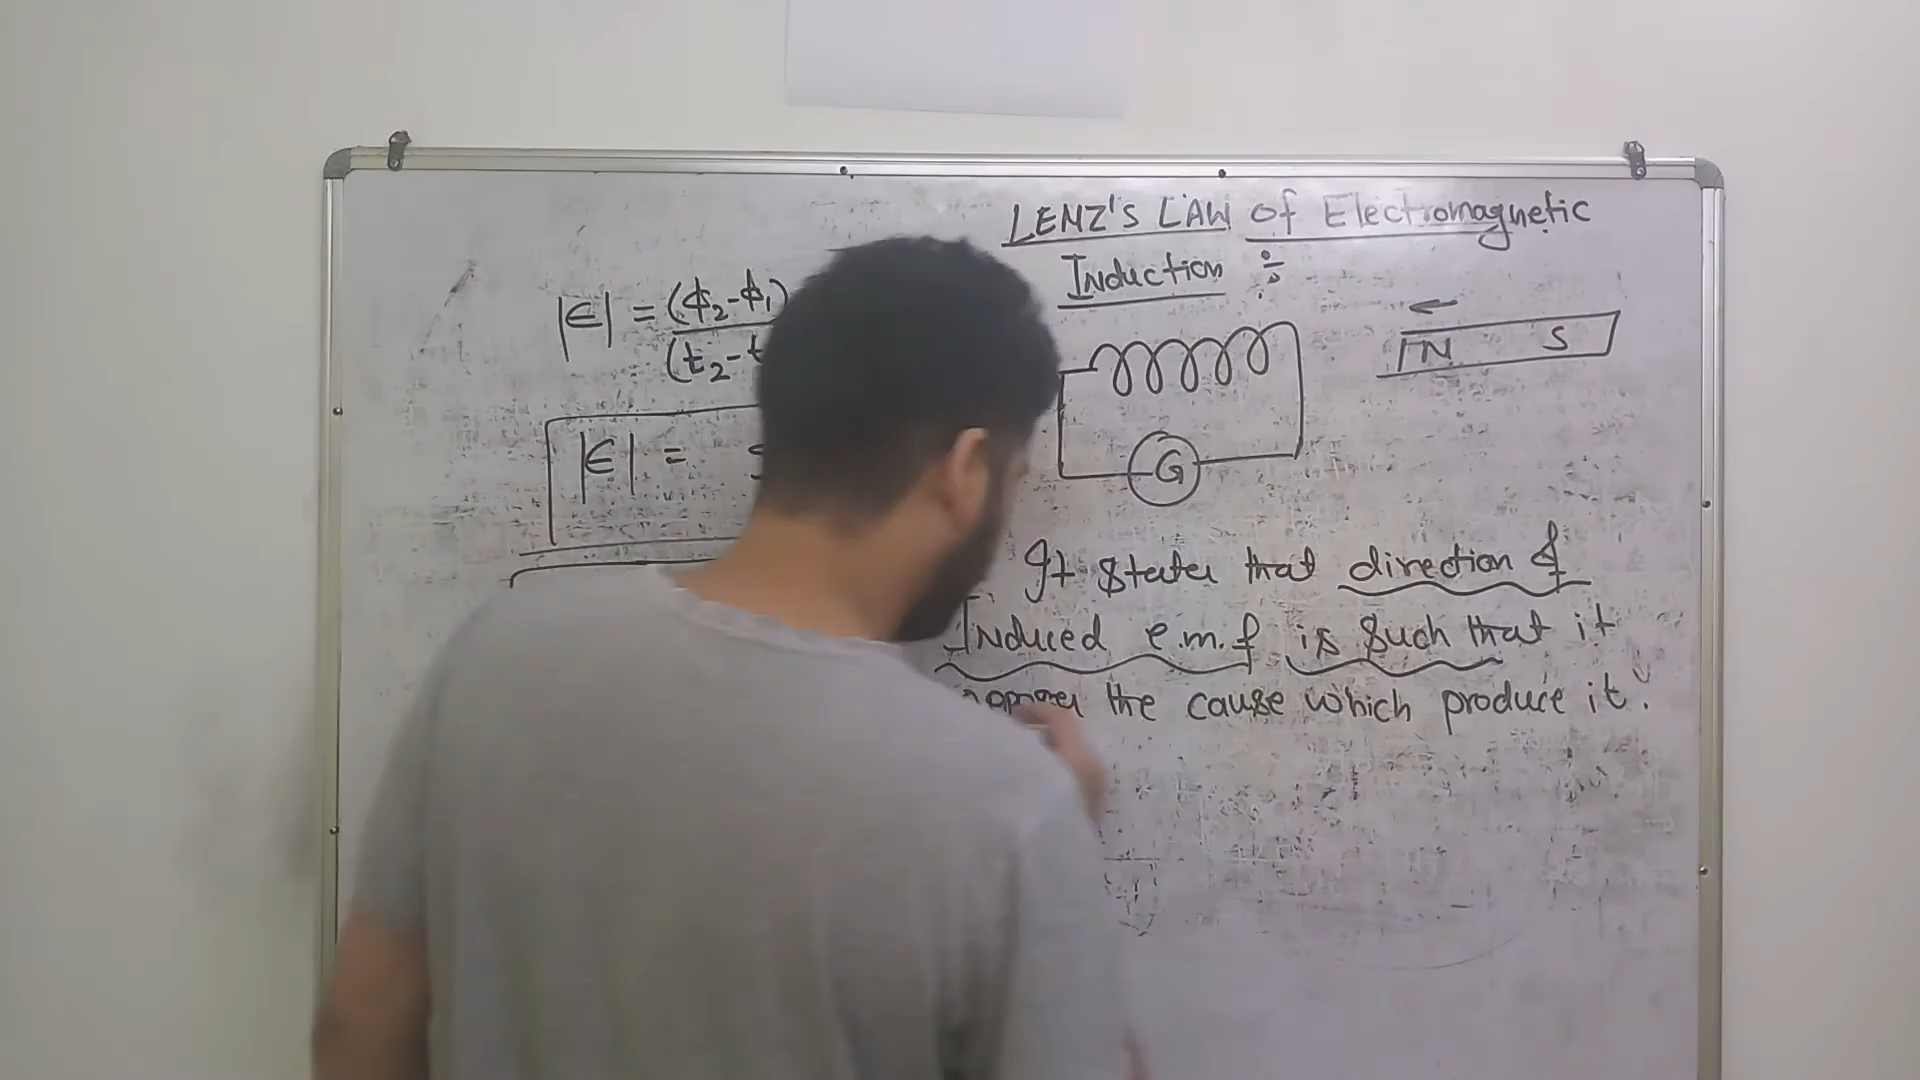 |ε| = (ϕ₂-ϕ₁)
(t₂-t
|ε| =
LENZ'S LAW of Electromagnetic
Induction ÷
N S
G
It states that direction of
Induced e.m.f is such that it
the cause which produce it.